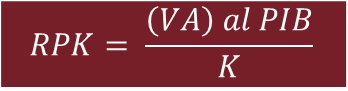 RPK = (VA) al PIB / K